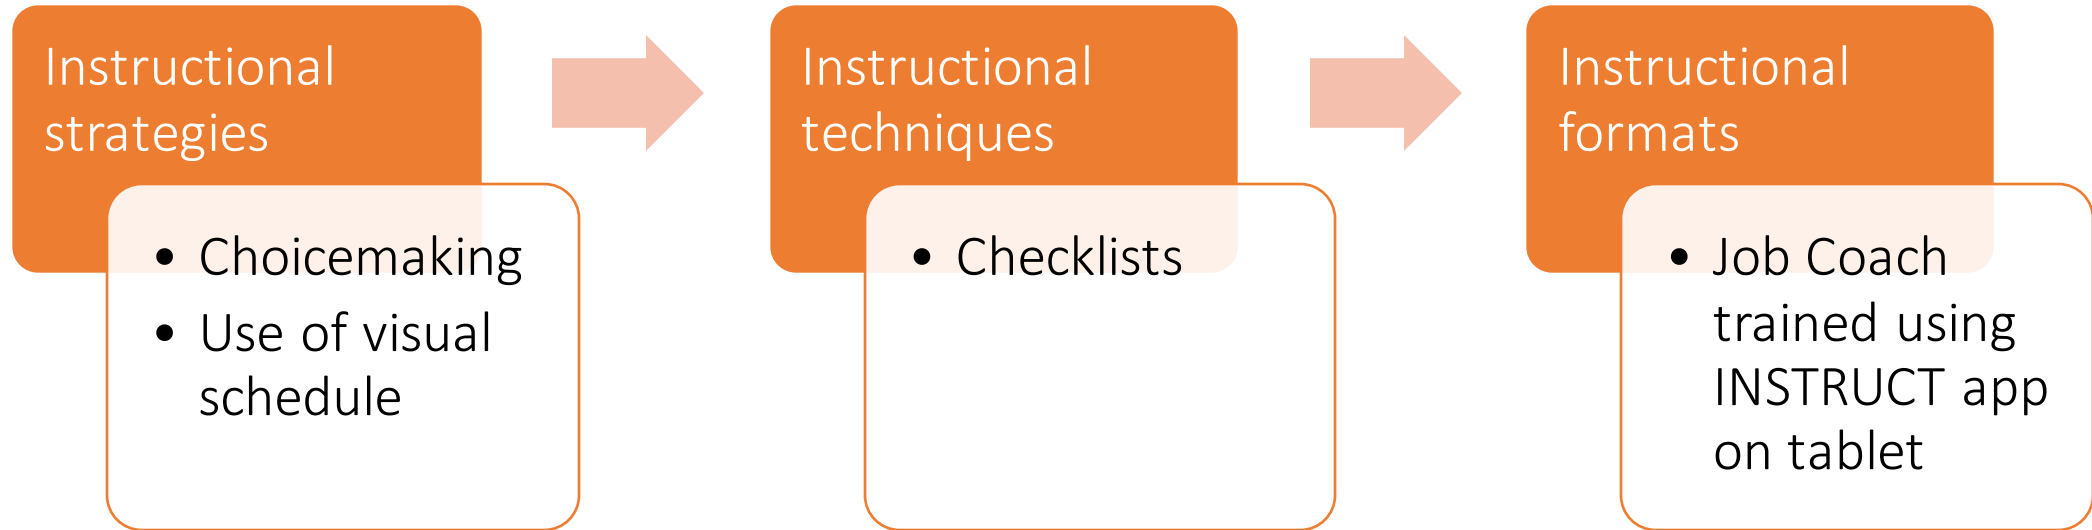 Instructional
strategies
• Choicemaking
• Use of visual
schedule
Instructional
techniques
• Checklists
Instructional
formats
• Job Coach
trained using
INSTRUCT app
on tablet